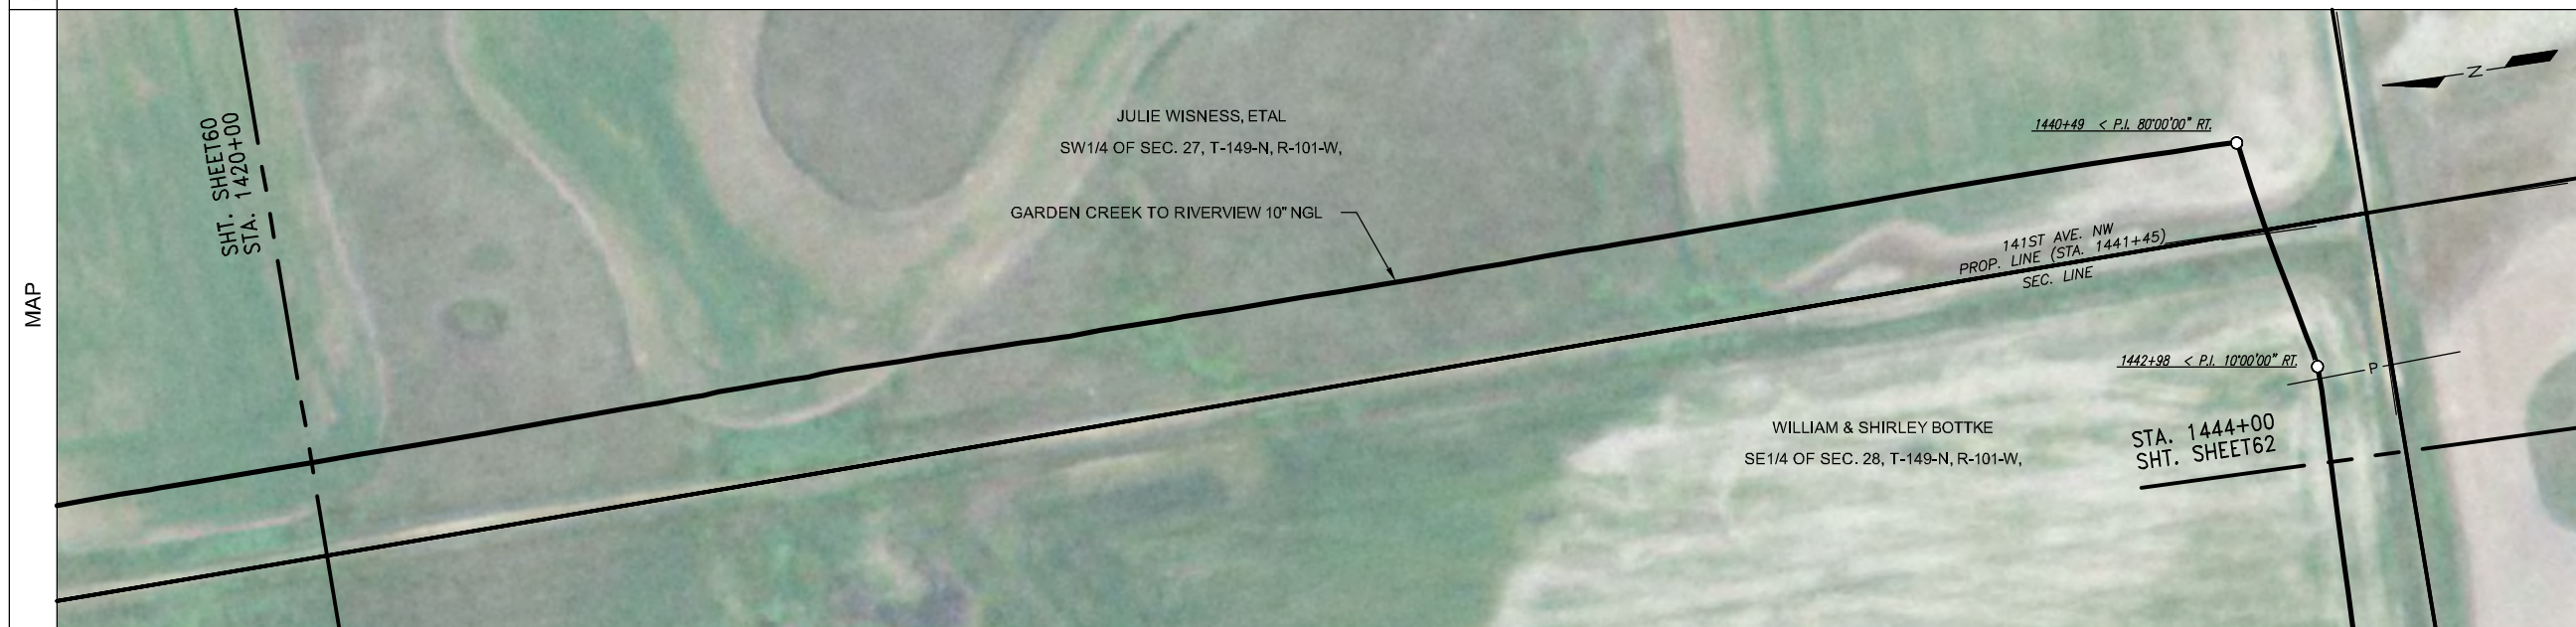 MAP
SHT. SHEET60
STA. 1420+00
JULIE WISNESS, ETAL
SW1/4 OF SEC. 27, T-149-N, R-101-W,
GARDEN CREEK TO RIVERVIEW 10" NGL
1440+49 < P.I. 80°00'00" RT.
N
141ST AVE. NW
PROP. LINE (STA. 1441+45)
SEC. LINE
1442+98 < P.I. 10°00'00" RT.
P
WILLIAM & SHIRLEY BOTTKE
SE1/4 OF SEC. 28, T-149-N, R-101-W,
STA. 1444+00
SHT. SHEET62